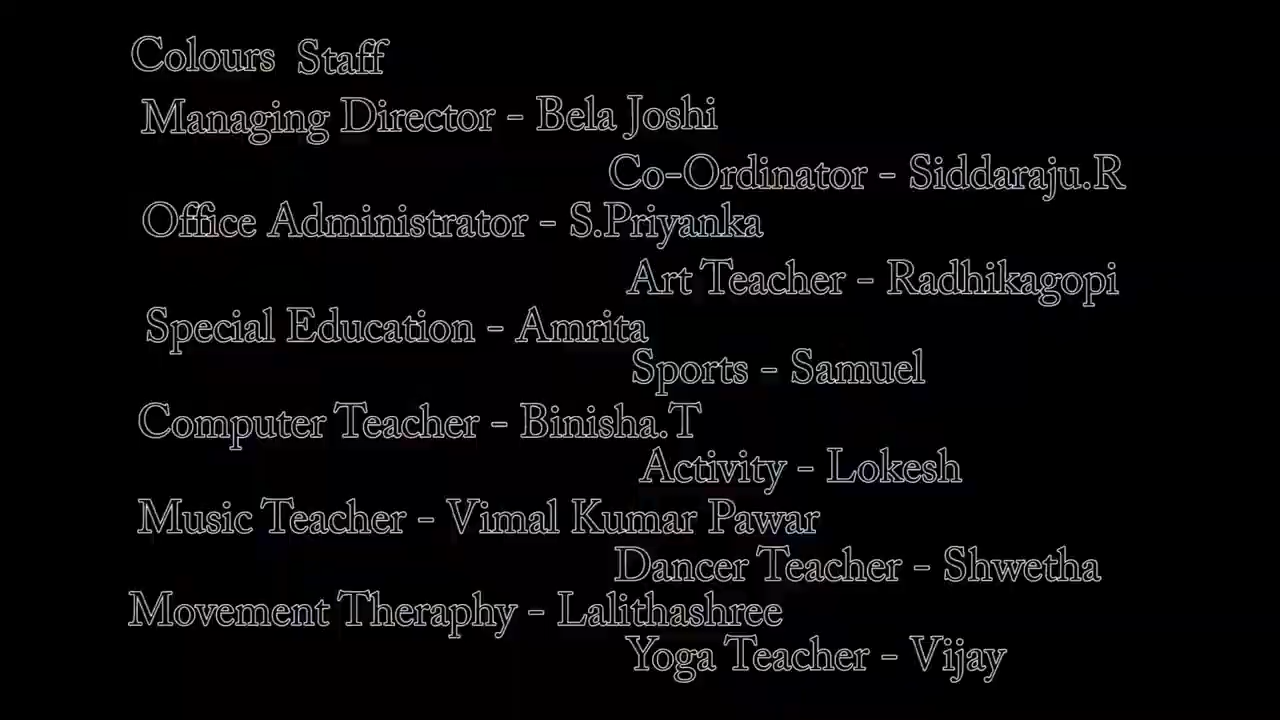 Colours Staff
Managing Director - Bela Joshi
Co-Ordinator - Siddaraju.R
Office Administrator - S.Priyanka
Art Teacher - Radhikagopi
Special Education - Amrita
Sports - Samuel
Computer Teacher - Binisha.T
Activity - Lokesh
Music Teacher - Vimal Kumar Pawar
Dancer Teacher - Shwetha
Movement Theraphy - Lalithashree
Yoga Teacher - Vijay